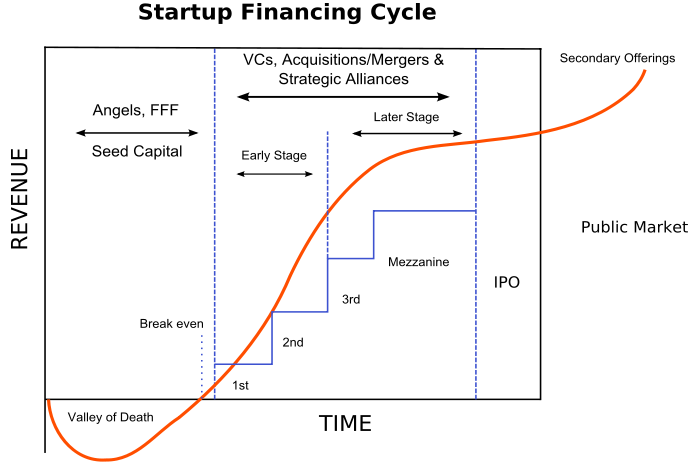 Startup Financing Cycle
VCs, Acquisitions/Mergers &
Strategic Alliances
Secondary Offerings
Angels, FFF
Later Stage
Seed Capital
Early Stage
REVENUE
Public Market
Mezzanine
IPO
3rd
Break even
2nd
1st
Valley of Death
TIME